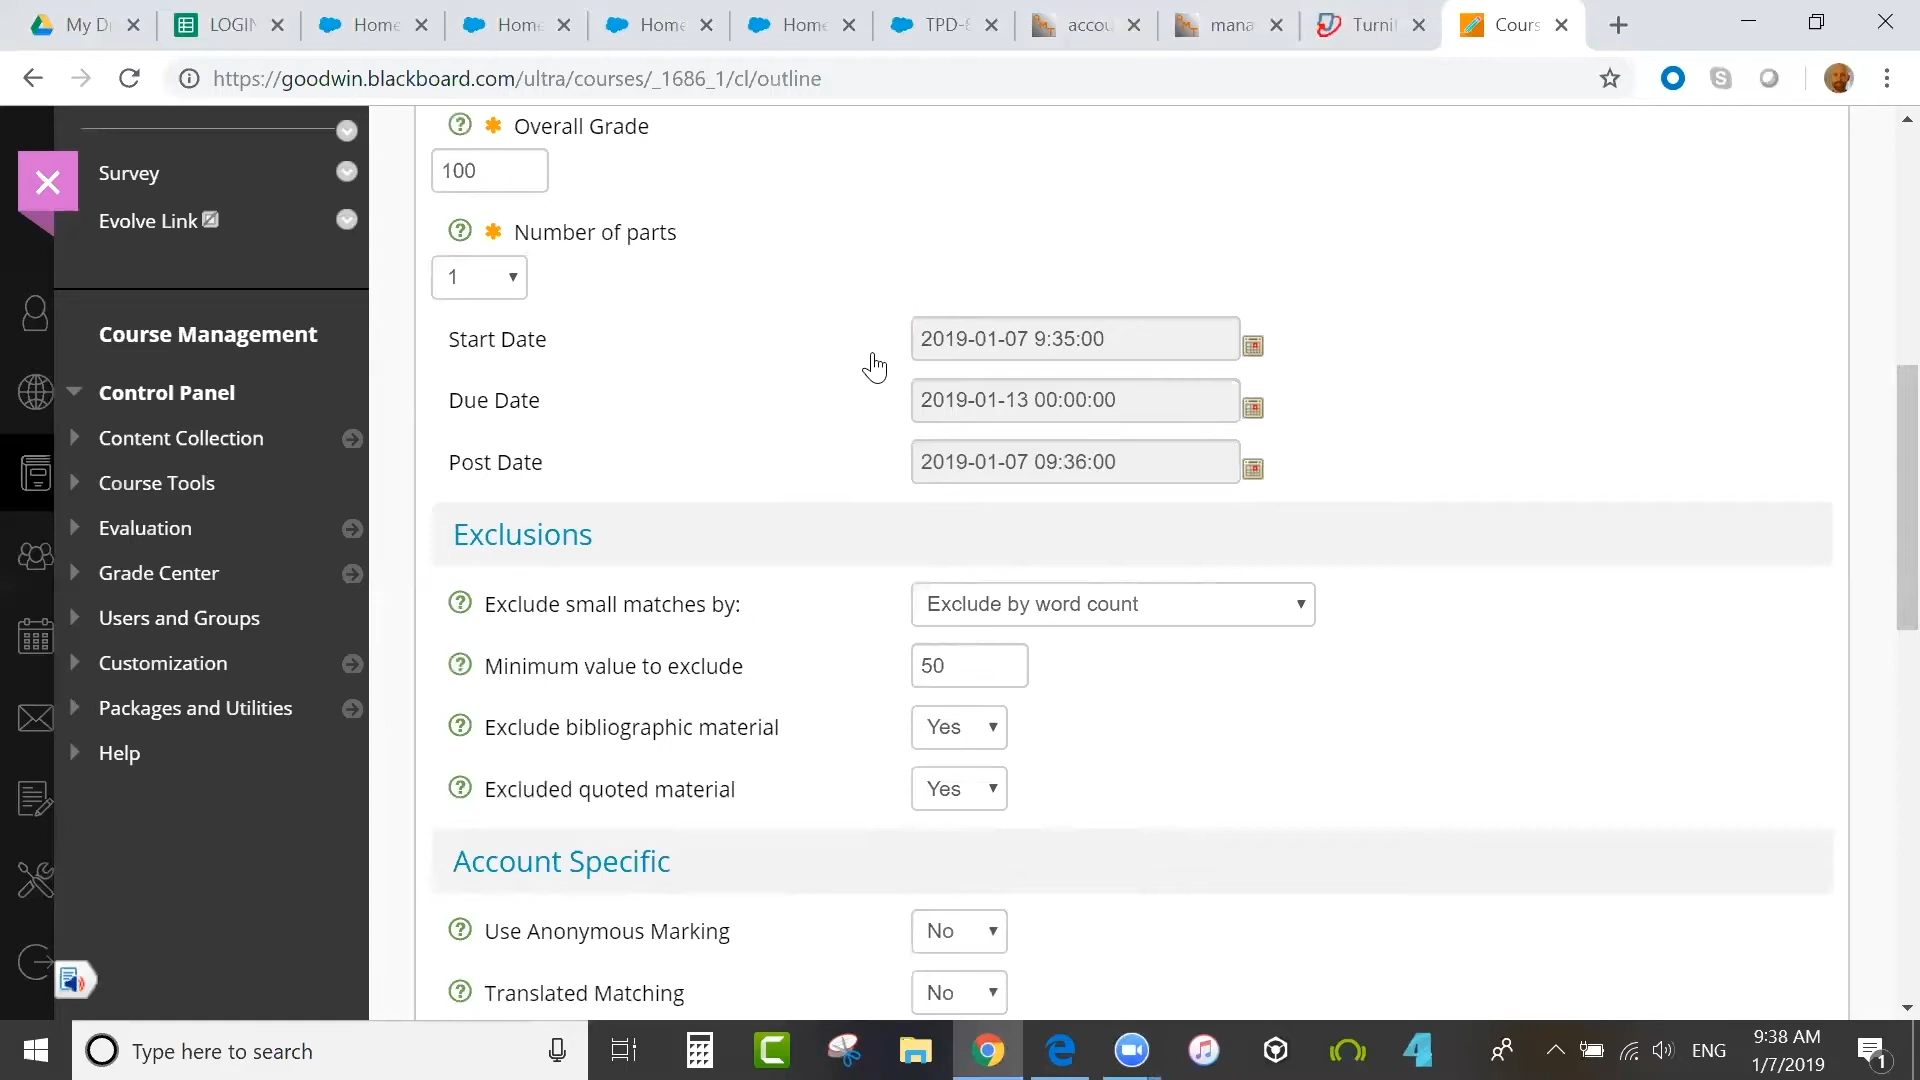 My Di
LOGIN
Home
Home
Home
Home
TPD-8
accou
mana
Turnit
Cours
https://goodwin.blackboard.com/ultra/courses/_1686_1/cl/outline
Survey
Evolve Link
Course Management
Control Panel
Content Collection
Course Tools
Evaluation
Grade Center
Users and Groups
Customization
Packages and Utilities
Help
Overall Grade
100
Number of parts
1
Start Date 2019-01-07 9:35:00
Due Date 2019-01-13 00:00:00
Post Date 2019-01-07 09:36:00
Exclusions
Exclude small matches by: Exclude by word count
Minimum value to exclude 50
Exclude bibliographic material Yes
Excluded quoted material Yes
Account Specific
Use Anonymous Marking No
Translated Matching No
Type here to search
ENG
9:38 AM
1/7/2019
1